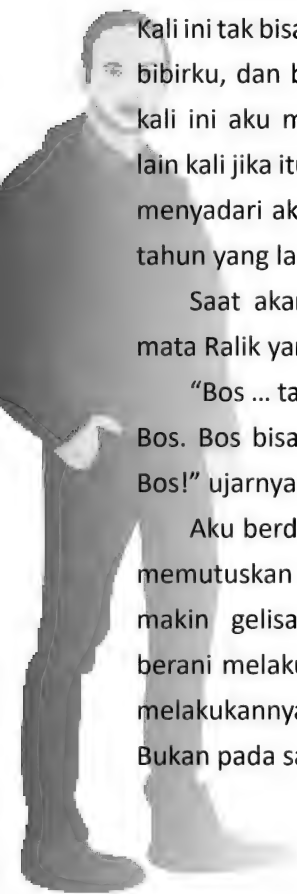 Kali ini tak bisa
bibirku, dan b
kali ini aku m
lain kali jika itu
menyadari ak
tahun yang la
Saat akan
mata Ralik yan
"Bos ... ta
Bos. Bos bisa
Bos!" ujarnya
Aku berd
memutuskan
makin gelisa
berani melaku
melakukannya
Bukan pada sa